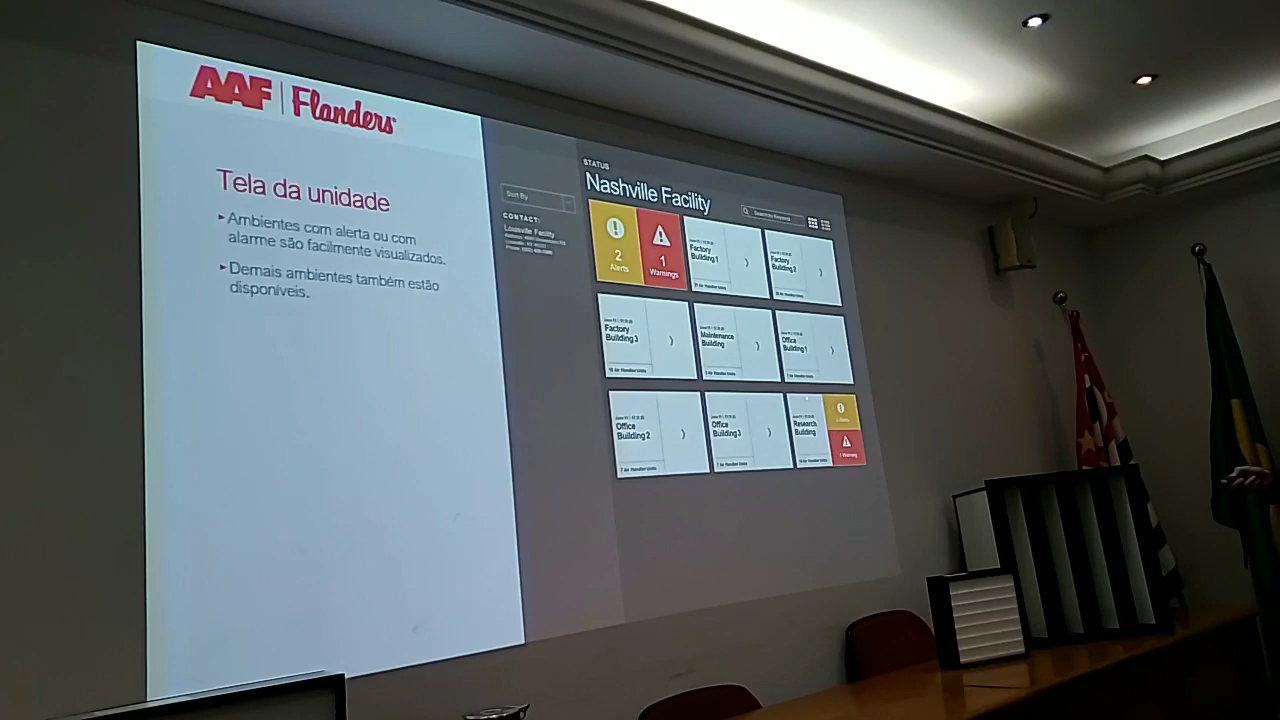 AAF Flanders
Tela da unidade
Ambientes com alerta ou com
alarme são facilmente visualizados.
Demais ambientes também estão
disponíveis.
Sort By
CONTACT:
Louisville Facility
STATUS
Nashville Facility
2
Alerts
1
Warnings
Factory
Building 1
Factory
Building 2
Factory
Building 3
Maintenance
Building
Office
Building 1
Office
Building 2
Office
Building 3
Research
Building
1 Warning